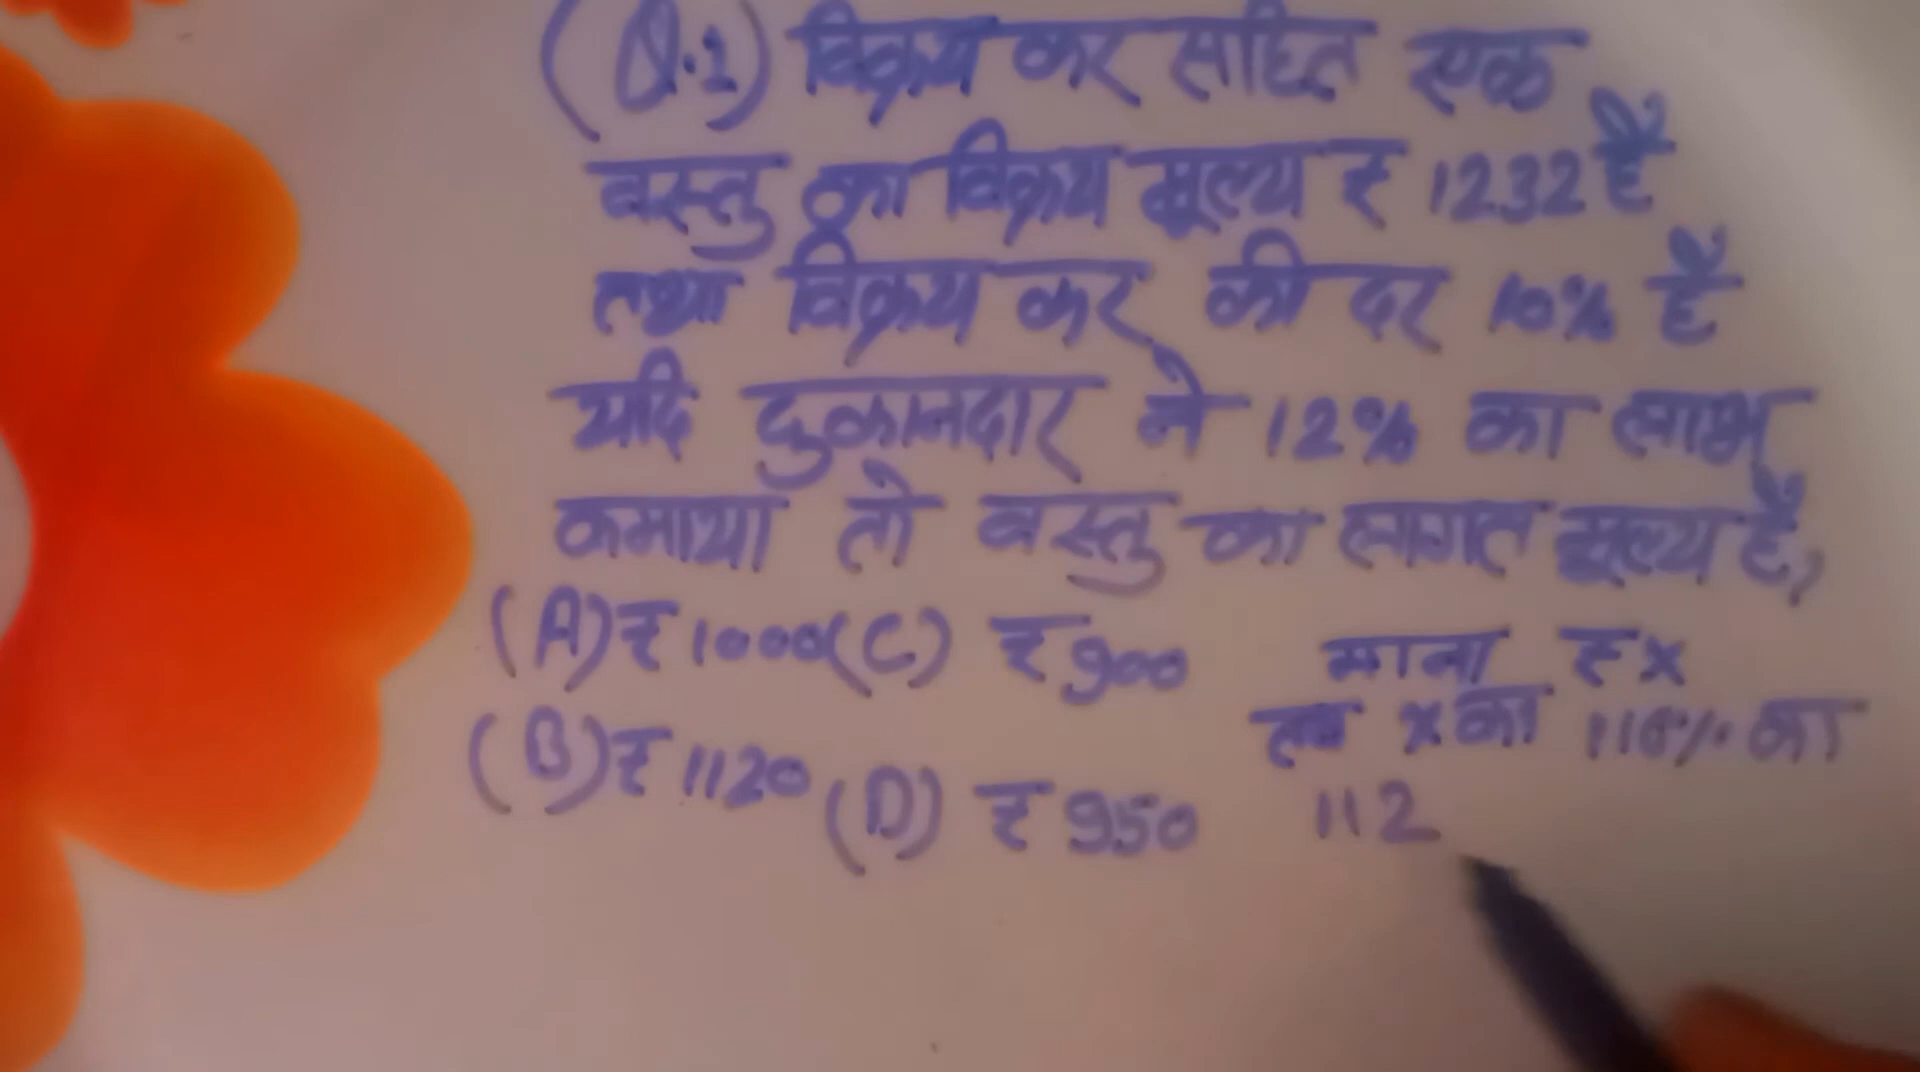 (Q.1) विक्रय कर सहित एक
वस्तु का विक्रय मूल्य ₹ 1232 है
तथा विक्रय कर की दर 10% है
यदि दुकानदार ने 12% का लाभ
कमाया तो वस्तु का लागत मूल्य है,
(A) ₹ 1000 (C) ₹ 900
(B) ₹ 1120 (D) ₹ 950
माना ₹ x
तब x का 110% का
112